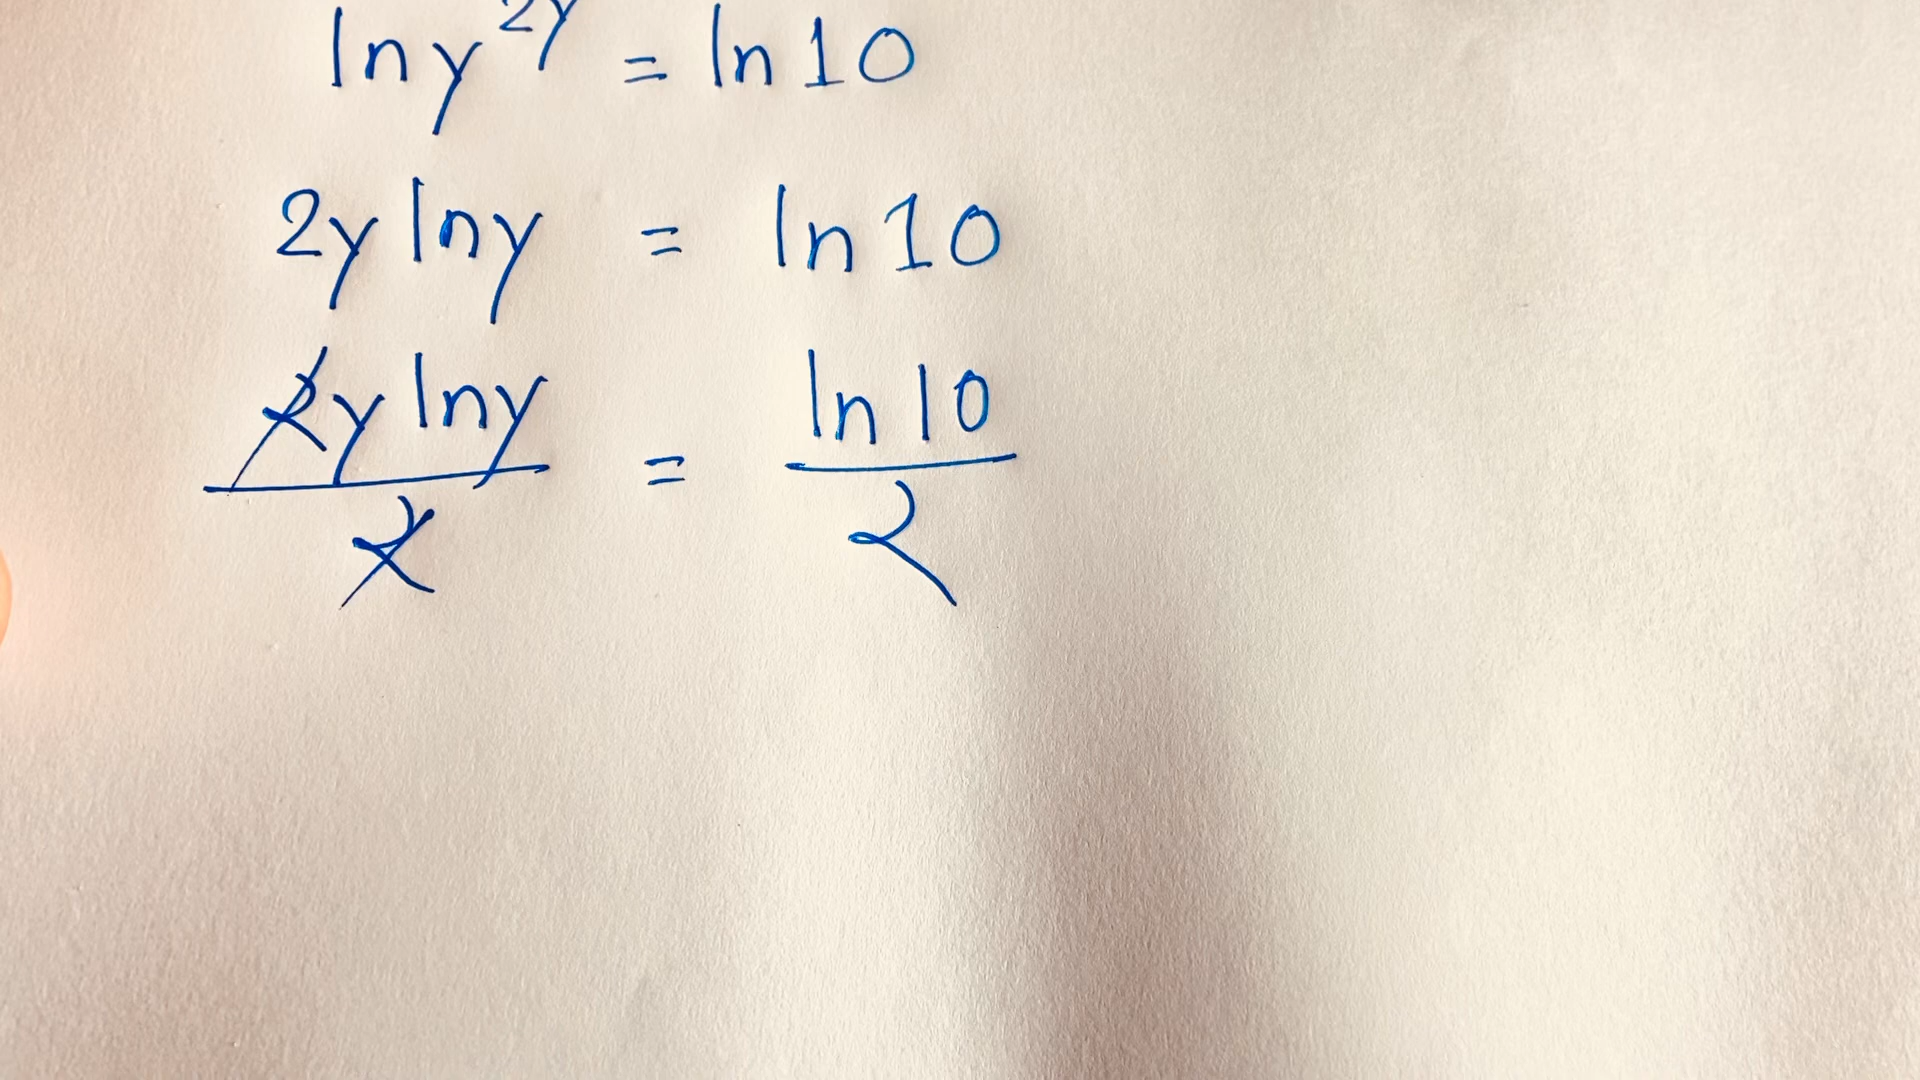 ln y^2y = ln 10
2y ln y = ln 10
2y ln y / 2 = ln 10 / 2